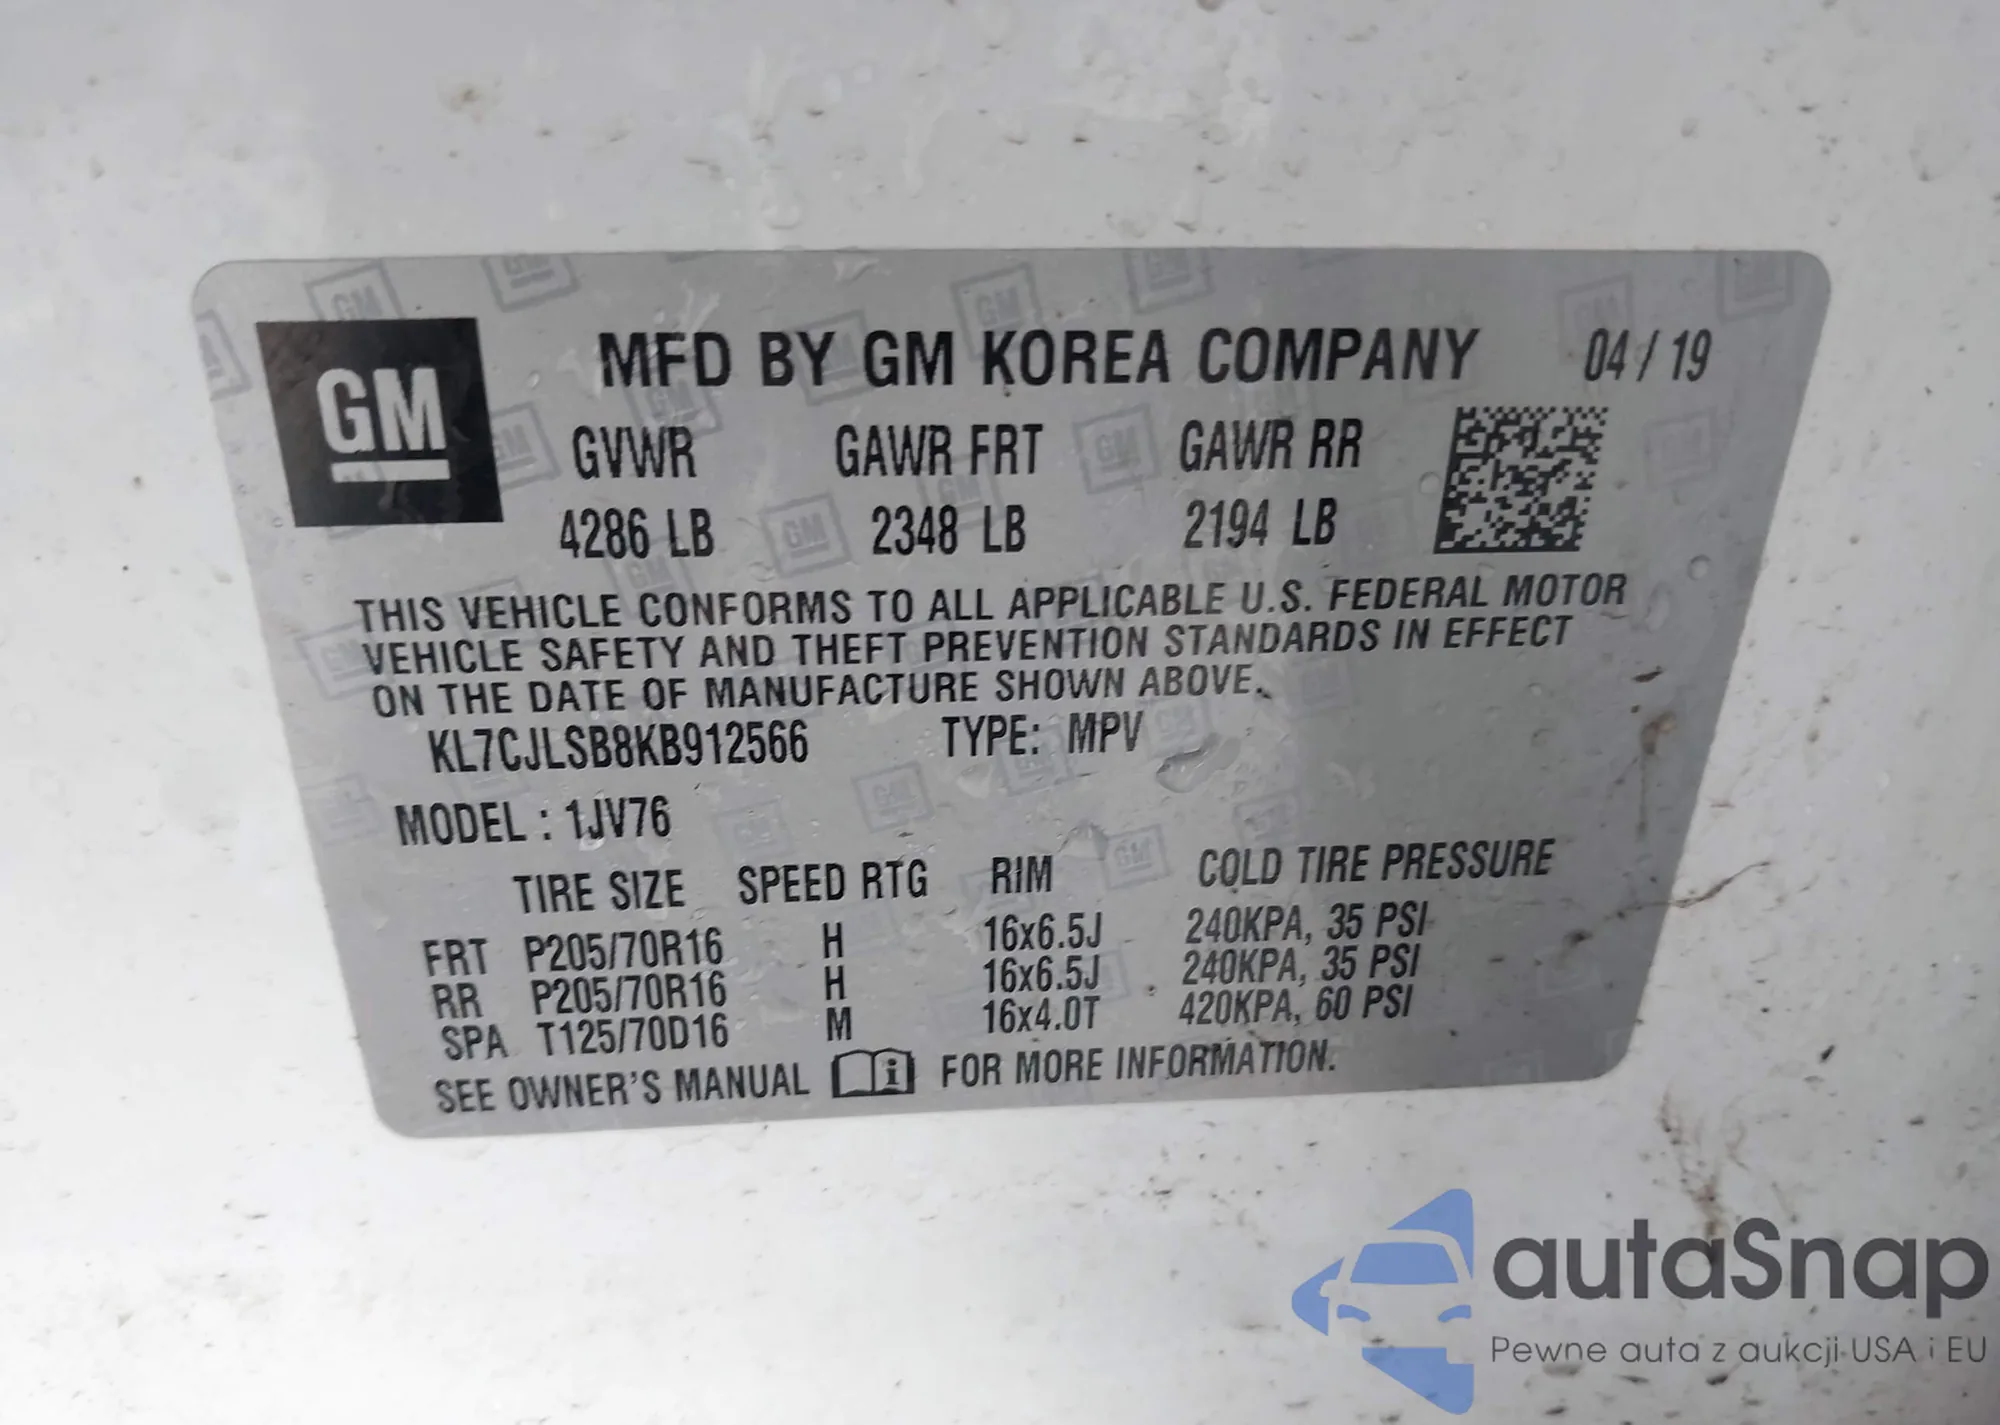 GM
MFD BY GM KOREA COMPANY 04/19
GVWR GAWR FRT GAWR RR
4286 LB 2348 LB 2194 LB
THIS VEHICLE CONFORMS TO ALL APPLICABLE U.S. FEDERAL MOTOR
VEHICLE SAFETY AND THEFT PREVENTION STANDARDS IN EFFECT
ON THE DATE OF MANUFACTURE SHOWN ABOVE.
KL7CJLSB8KB912566 TYPE: MPV
MODEL : 1JV76
TIRE SIZE SPEED RTG RIM COLD TIRE PRESSURE
FRT P205/70R16 H 16x6.5J 240KPA, 35 PSI
RR P205/70R16 H 16x6.5J 240KPA, 35 PSI
SPA T125/70D16 M 16x4.0T 420KPA, 60 PSI
SEE OWNER'S MANUAL FOR MORE INFORMATION.
autaSnap
Pewne auta z aukcji USA i EU